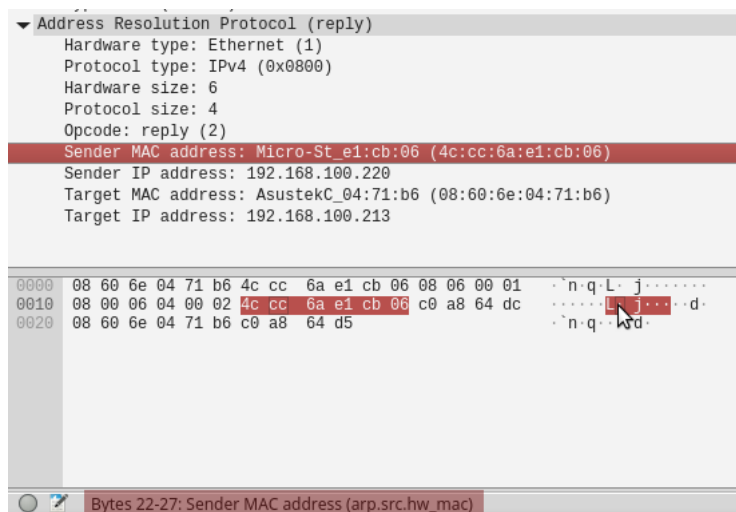 Address Resolution Protocol (reply)
Hardware type: Ethernet (1)
Protocol type: IPv4 (0x0800)
Hardware size: 6
Protocol size: 4
Opcode: reply (2)
Sender MAC address: Micro-St_e1:cb:06 (4c:cc:6a:e1:cb:06)
Sender IP address: 192.168.100.220
Target MAC address: AsustekC_04:71:b6 (08:60:6e:04:71:b6)
Target IP address: 192.168.100.213
0000 08 60 6e 04 71 b6 4c cc 6a e1 cb 06 08 06 00 01 ·`n·q·L· j·······
0010 08 00 06 04 00 02 4c cc 6a e1 cb 06 c0 a8 64 dc ······L· j·····d·
0020 08 60 6e 04 71 b6 c0 a8 64 d5 ·`n·q··· d·
Bytes 22-27: Sender MAC address (arp.src.hw_mac)